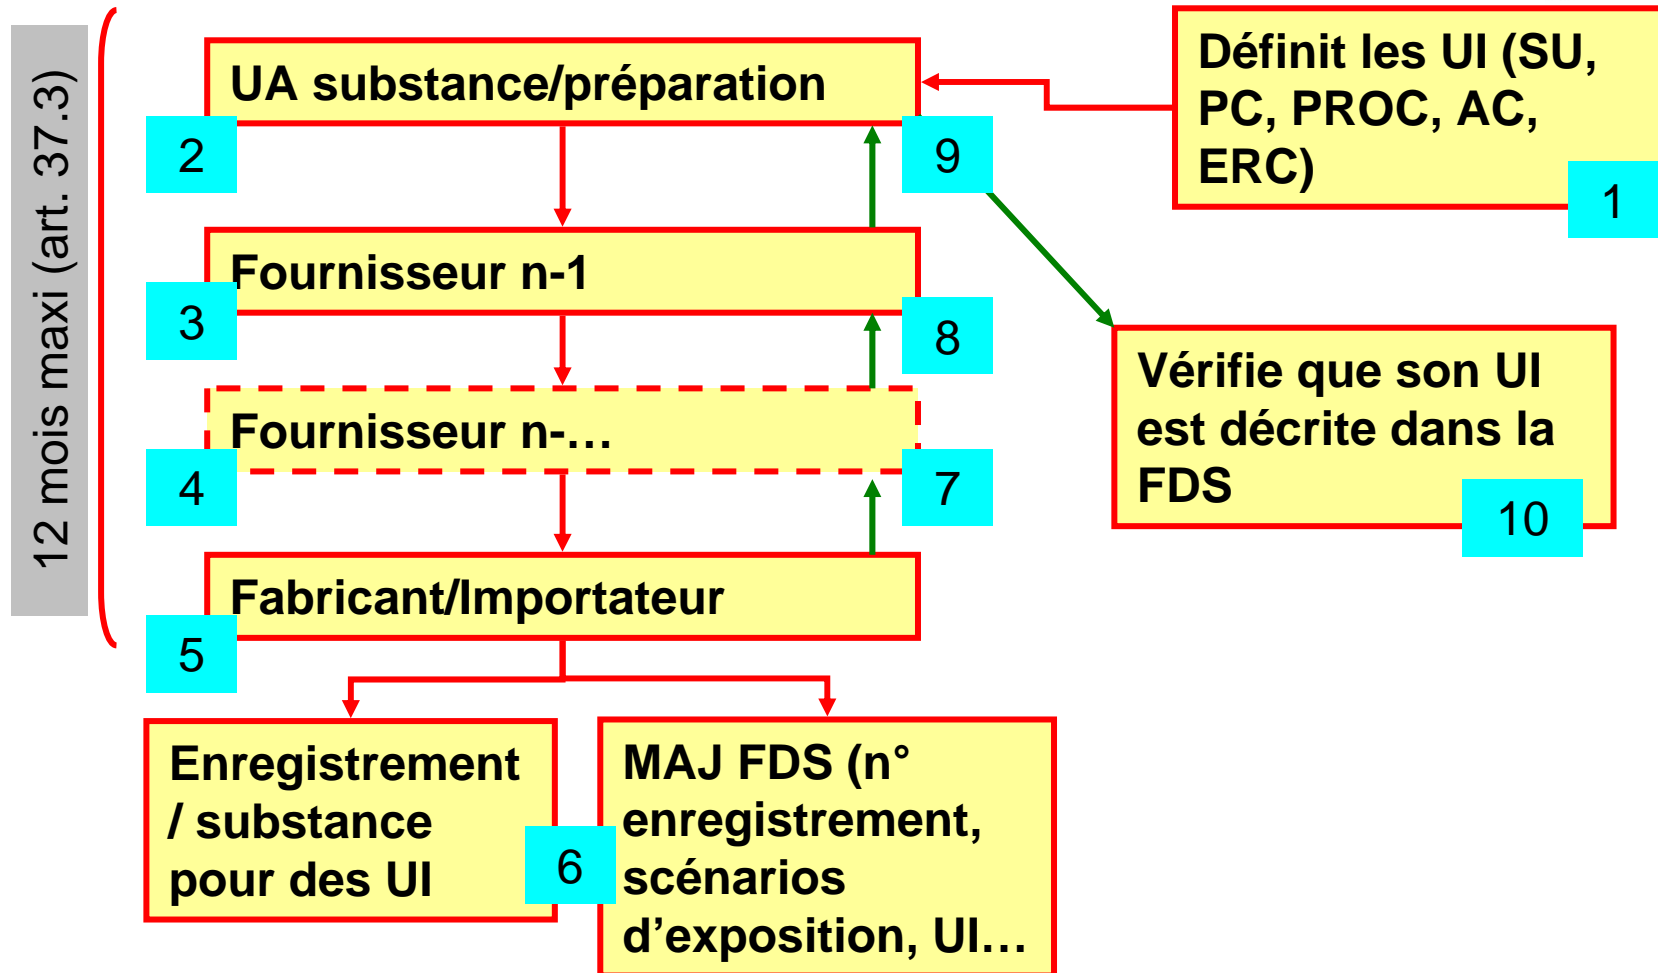 12 mois maxi (art. 37.3)
UA substance/préparation
2
9
Définit les UI (SU,
PC, PROC, AC,
ERC)
1
Fournisseur n-1
3
8
Fournisseur n-…
4
7
Vérifie que son UI
est décrite dans la
FDS
10
Fabricant/Importateur
5
Enregistrement
/ substance
pour des UI
6
MAJ FDS (n°
enregistrement,
scénarios
d’exposition, UI…